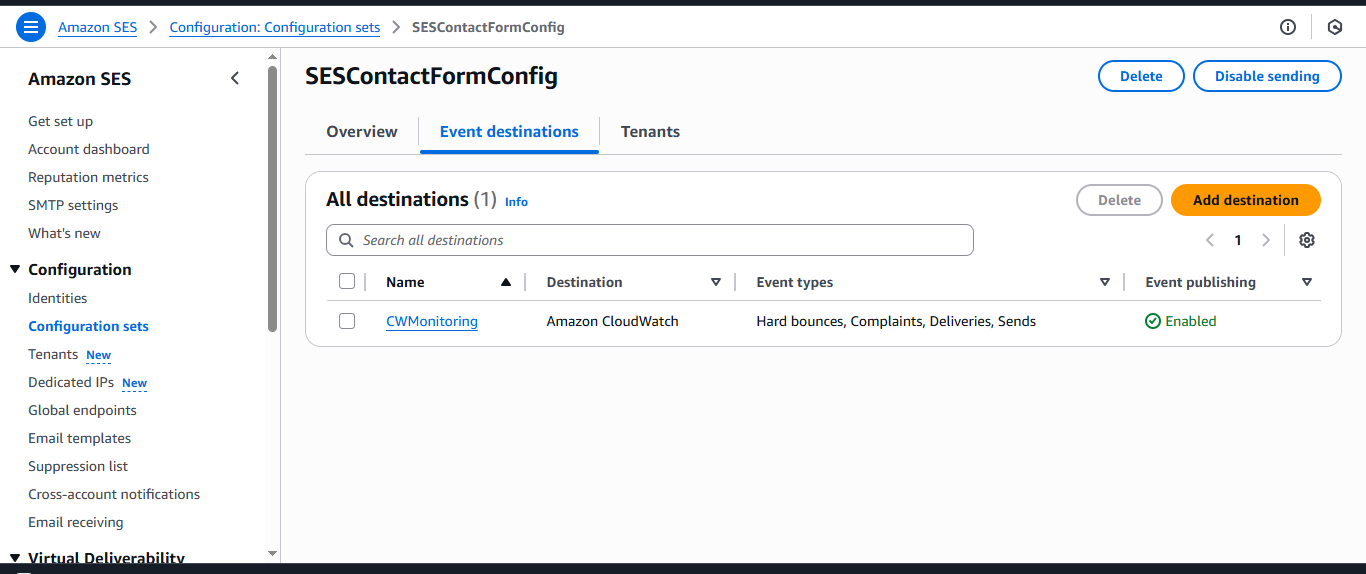 Amazon SES > Configuration: Configuration sets > SESContactFormConfig
Amazon SES
Get set up
Account dashboard
Reputation metrics
SMTP settings
What's new
Configuration
Identities
Configuration sets
Tenants New
Dedicated IPs New
Global endpoints
Email templates
Suppression list
Cross-account notifications
Email receiving
Virtual Deliverability
SESContactFormConfig
Delete
Disable sending
Overview
Event destinations
Tenants
All destinations (1) Info
Delete
Add destination
Search all destinations
1
Name Destination Event types Event publishing
CWMonitoring Amazon CloudWatch Hard bounces, Complaints, Deliveries, Sends Enabled